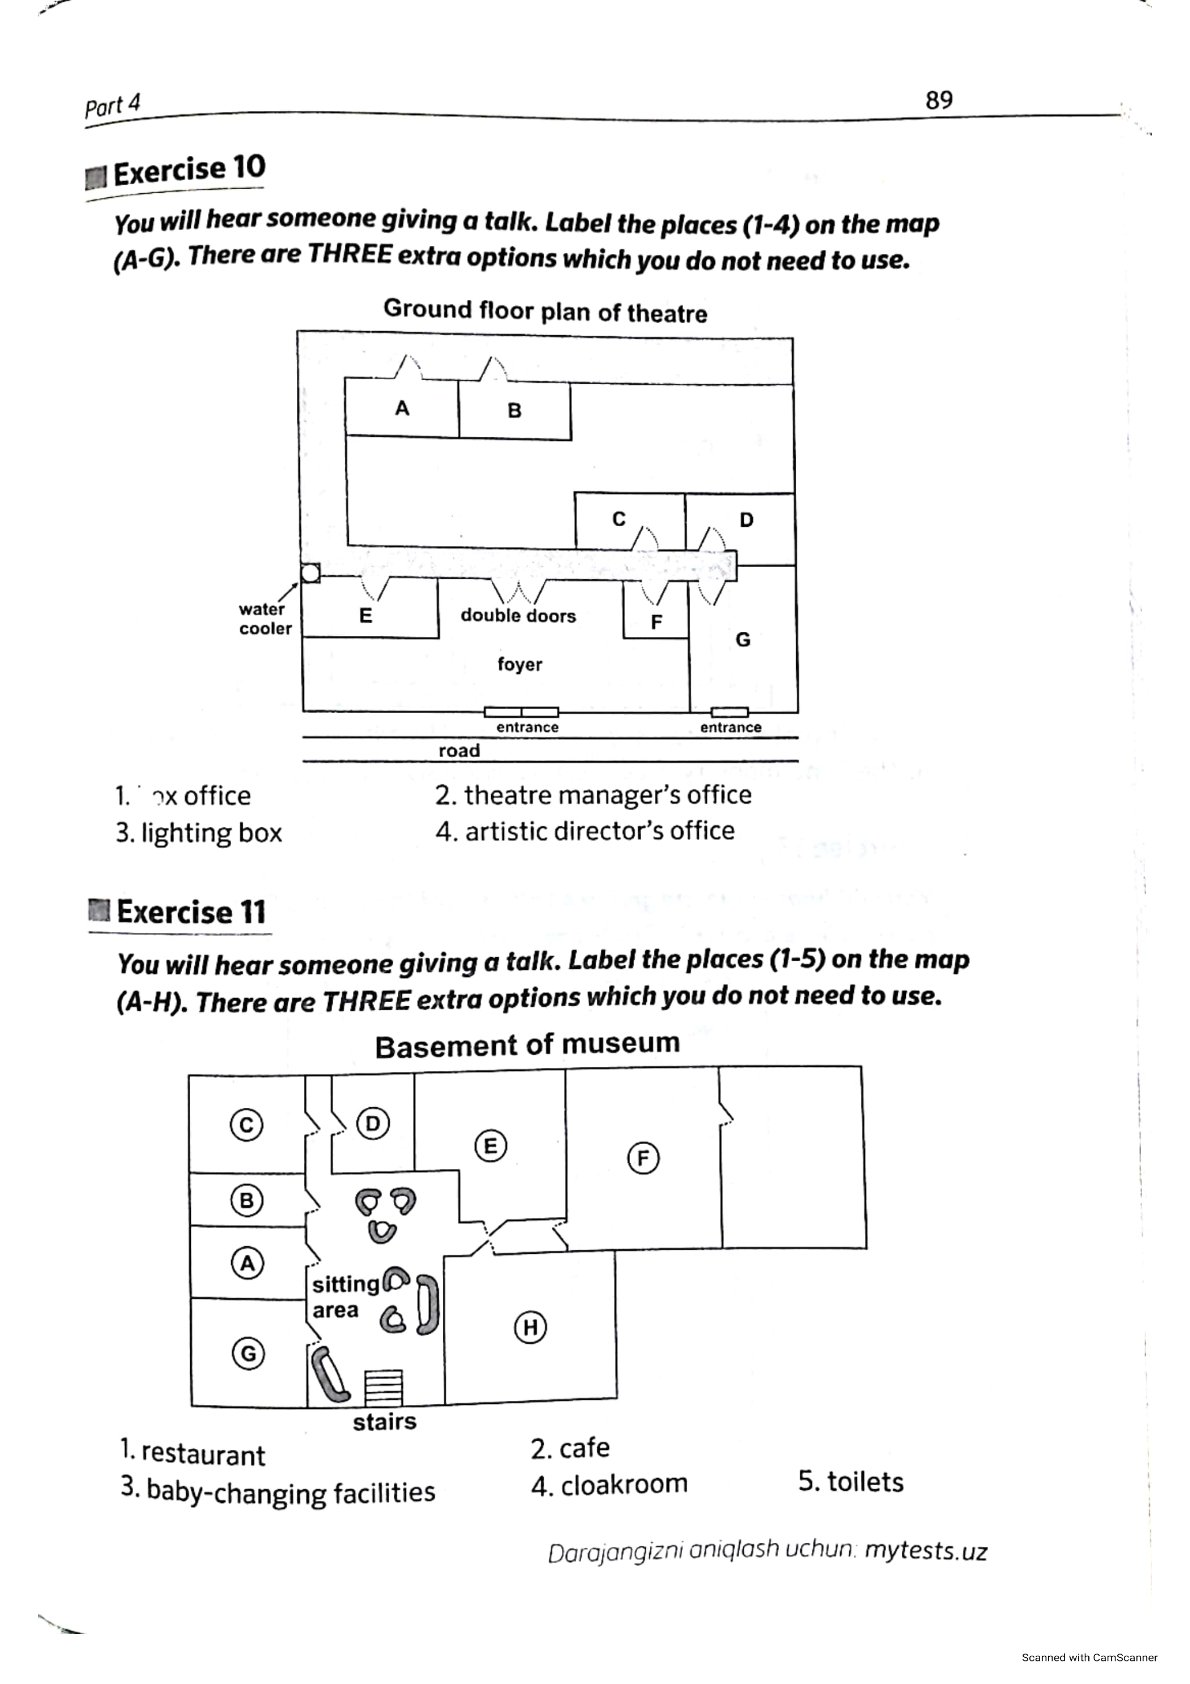 Part 4
89
Exercise 10
You will hear someone giving a talk. Label the places (1-4) on the map
(A-G). There are THREE extra options which you do not need to use.
Ground floor plan of theatre
A
B
C
D
water
cooler
E
double doors
F
G
foyer
entrance
entrance
road
1. ox office
2. theatre manager's office
3. lighting box
4. artistic director's office
Exercise 11
You will hear someone giving a talk. Label the places (1-5) on the map
(A-H). There are THREE extra options which you do not need to use.
Basement of museum
C
D
E
F
B
A
sitting
area
G
H
stairs
1. restaurant
2. cafe
3. baby-changing facilities
4. cloakroom
5. toilets
Darajangizni aniqlash uchun: mytests.uz
Scanned with CamScanner